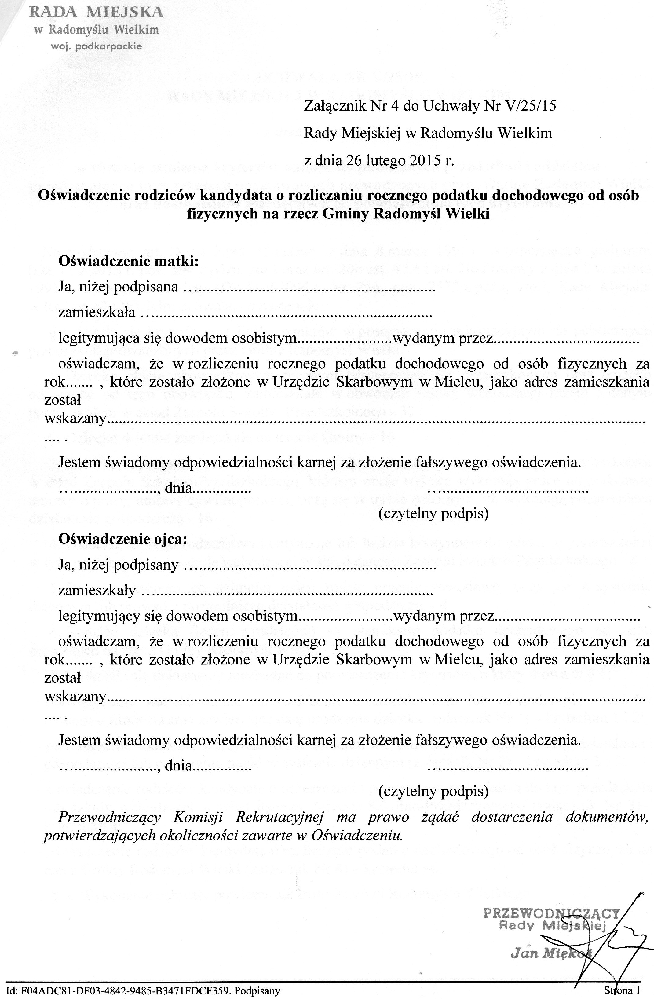 RADA MIEJSKA
w Radomyślu Wielkim
woj. podkarpackie
Załącznik Nr 4 do Uchwały Nr V/25/15
Rady Miejskiej w Radomyślu Wielkim
z dnia 26 lutego 2015 r.
Oświadczenie rodziców kandydata o rozliczaniu rocznego podatku dochodowego od osób
fizycznych na rzecz Gminy Radomyśl Wielki
Oświadczenie matki:
Ja, niżej podpisana ................................................................
zamieszkała ...........................................................................
legitymująca się dowodem osobistym........................wydanym przez.....................................
oświadczam, że w rozliczeniu rocznego podatku dochodowego od osób fizycznych za
rok....... , które zostało złożone w Urzędzie Skarbowym w Mielcu, jako adres zamieszkania
został
wskazany.........................................................................................................................................
.... .
Jestem świadomy odpowiedzialności karnej za złożenie fałszywego oświadczenia.
........................., dnia............... .........................................
(czytelny podpis)
Oświadczenie ojca:
Ja, niżej podpisany ................................................................
zamieszkały ...........................................................................
legitymujący się dowodem osobistym........................wydanym przez.....................................
oświadczam, że w rozliczeniu rocznego podatku dochodowego od osób fizycznych za
rok....... , które zostało złożone w Urzędzie Skarbowym w Mielcu, jako adres zamieszkania
został
wskazany.........................................................................................................................................
.... .
Jestem świadomy odpowiedzialności karnej za złożenie fałszywego oświadczenia.
........................., dnia............... .........................................
(czytelny podpis)
Przewodniczący Komisji Rekrutacyjnej ma prawo żądać dostarczenia dokumentów,
potwierdzających okoliczności zawarte w Oświadczeniu.
PRZEWODNICZĄCY
Rady Miejskiej
Jan Miękoś
Id: F04ADC81-DF03-4842-9485-B3471FDCF359. Podpisany Strona 1